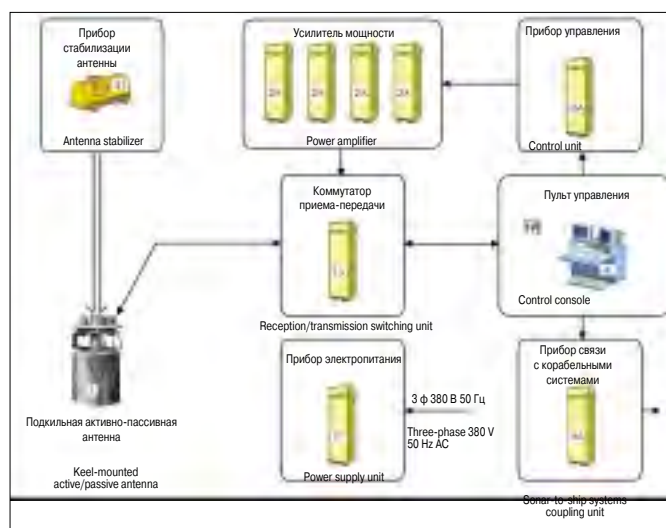 Прибор
стабилизации
антенны
Antenna stabilizer
Усилитель мощности
Power amplifier
Прибор управления
Control unit
Коммутатор
приема-передачи
Reception/transmission switching unit
Пульт управления
Control console
Подкильная активно-пассивная
антенна
Keel-mounted
active/passive antenna
Прибор электропитания
Power supply unit
3 ф 380 В 50 Гц
Three-phase 380 V
50 Hz AC
Прибор связи
с корабельными
системами
Sonar-to-ship systems
coupling unit